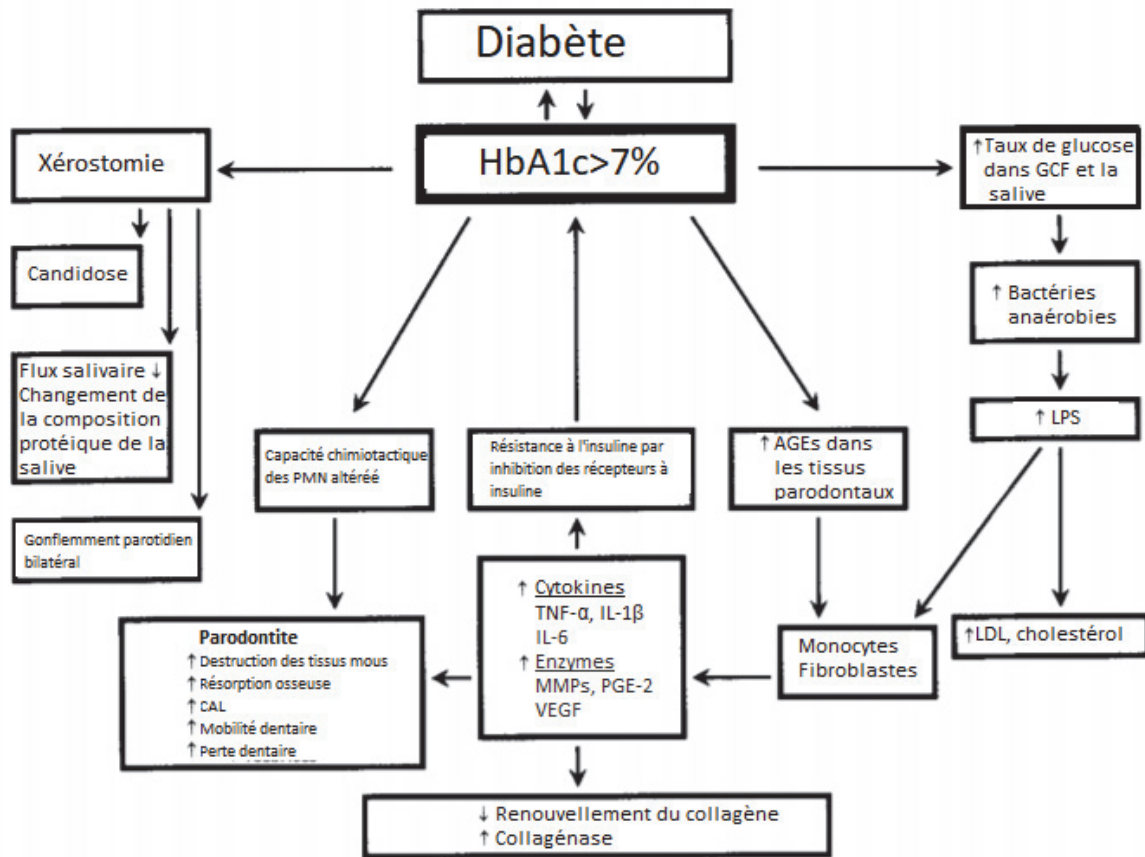 Diabète
HbA1c>7%
Xérostomie
Candidose
Flux salivaire ↓
Changement de
la composition
protéique de la
salive
Gonflemment parotidien
bilatéral
Capacité chimiotactique
des PMN altéréé
Résistance à l'insuline par
inhibition des récepteurs à
insuline
↑ AGEs dans
les tissus
parodontaux
↑Taux de glucose
dans GCF et la
salive
↑ Bactéries
anaérobies
↑ LPS
↑LDL, cholestérol
Monocytes
Fibroblastes
↑ Cytokines
TNF-α, IL-1β
IL-6
↑ Enzymes
MMPs, PGE-2
VEGF
Parodontite
↑ Destruction des tissus mous
↑ Résorption osseuse
↑ CAL
↑ Mobilité dentaire
↑ Perte dentaire
↓ Renouvellement du collagène
↑ Collagénase